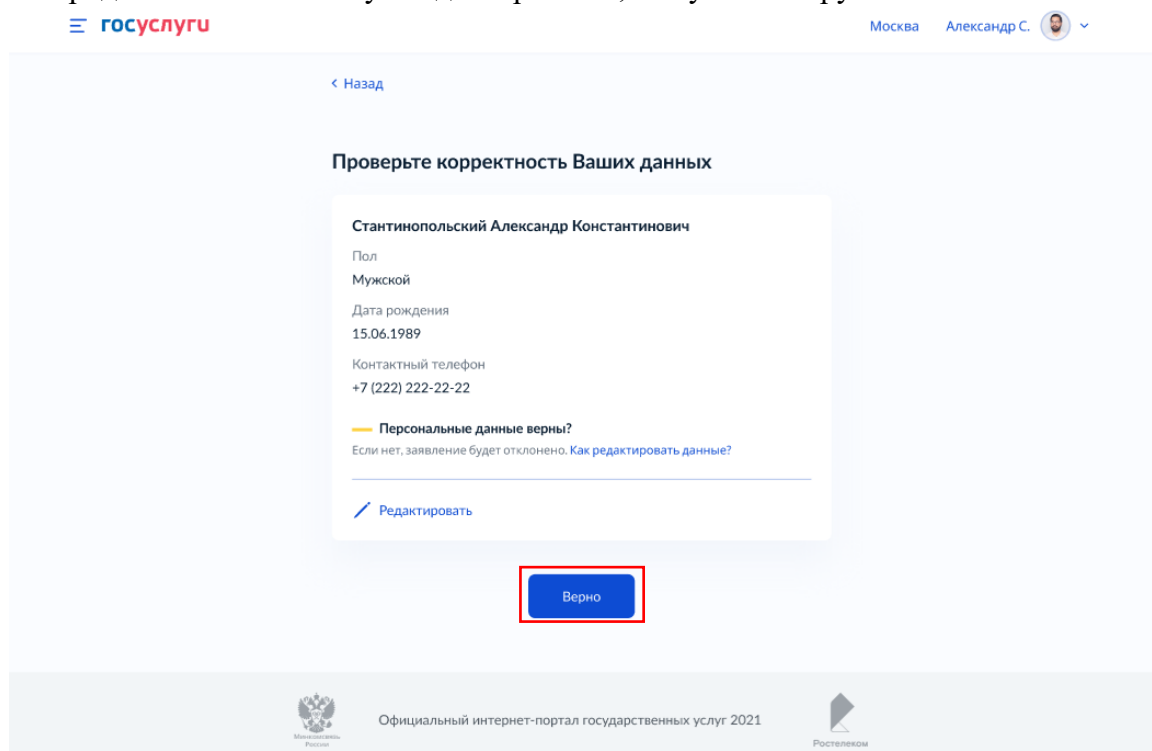 госуслуги Москва Александр С.
Назад
Проверьте корректность Ваших данных
Стантинопольский Александр Константинович
Пол
Мужской
Дата рождения
15.06.1989
Контактный телефон
+7 (222) 222-22-22
Персональные данные верны?
Если нет, заявление будет отклонено. Как редактировать данные?
Редактировать
Верно
Официальный интернет-портал государственных услуг 2021
Минкомсвязь
России
Ростелеком